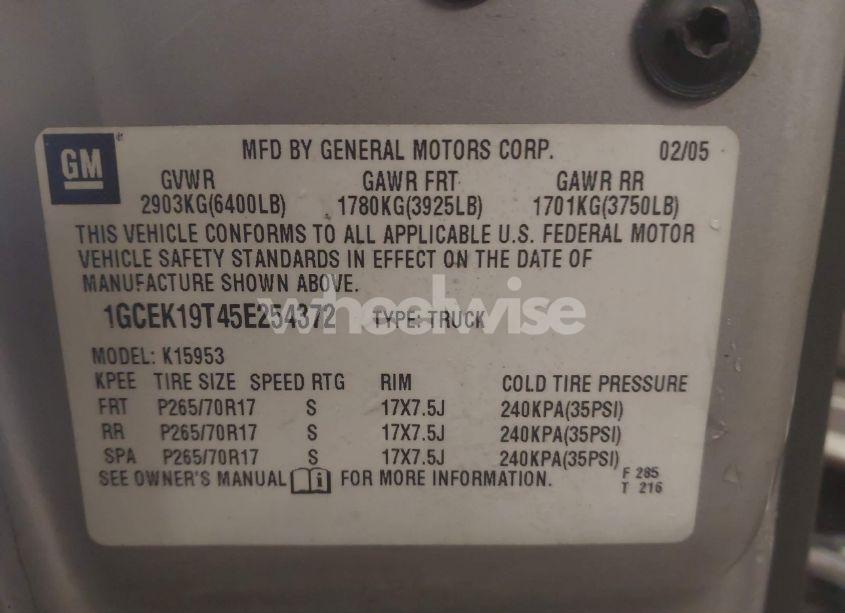 GM
MFD BY GENERAL MOTORS CORP. 02/05
GVWR GAWR FRT GAWR RR
2903KG(6400LB) 1780KG(3925LB) 1701KG(3750LB)
THIS VEHICLE CONFORMS TO ALL APPLICABLE U.S. FEDERAL MOTOR
VEHICLE SAFETY STANDARDS IN EFFECT ON THE DATE OF
MANUFACTURE SHOWN ABOVE.
1GCEK19T45E254372 TYPE: TRUCK
wheelwise
MODEL: K15953
KPEE TIRE SIZE SPEED RTG RIM COLD TIRE PRESSURE
FRT P265/70R17 S 17X7.5J 240KPA(35PSI)
RR P265/70R17 S 17X7.5J 240KPA(35PSI)
SPA P265/70R17 S 17X7.5J 240KPA(35PSI)
SEE OWNER'S MANUAL i FOR MORE INFORMATION.
F 285
T 216